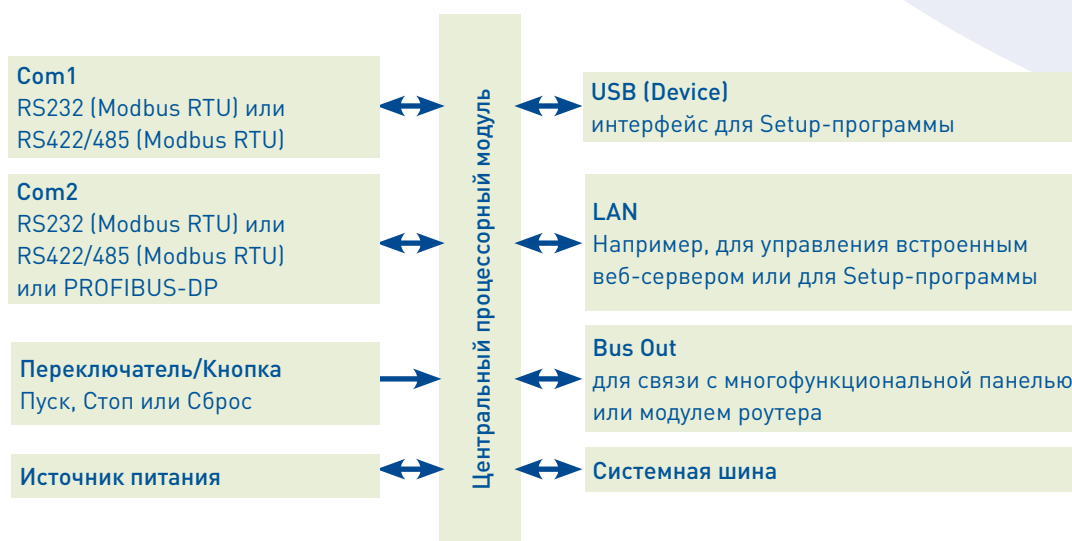 Com1
RS232 (Modbus RTU) или
RS422/485 (Modbus RTU)
Com2
RS232 (Modbus RTU) или
RS422/485 (Modbus RTU)
или PROFIBUS-DP
Переключатель/Кнопка
Пуск, Стоп или Сброс
Источник питания
Центральный процессорный модуль
USB (Device)
интерфейс для Setup-программы
LAN
Например, для управления встроенным
веб-сервером или для Setup-программы
Bus Out
для связи с многофункциональной панелью
или модулем роутера
Системная шина